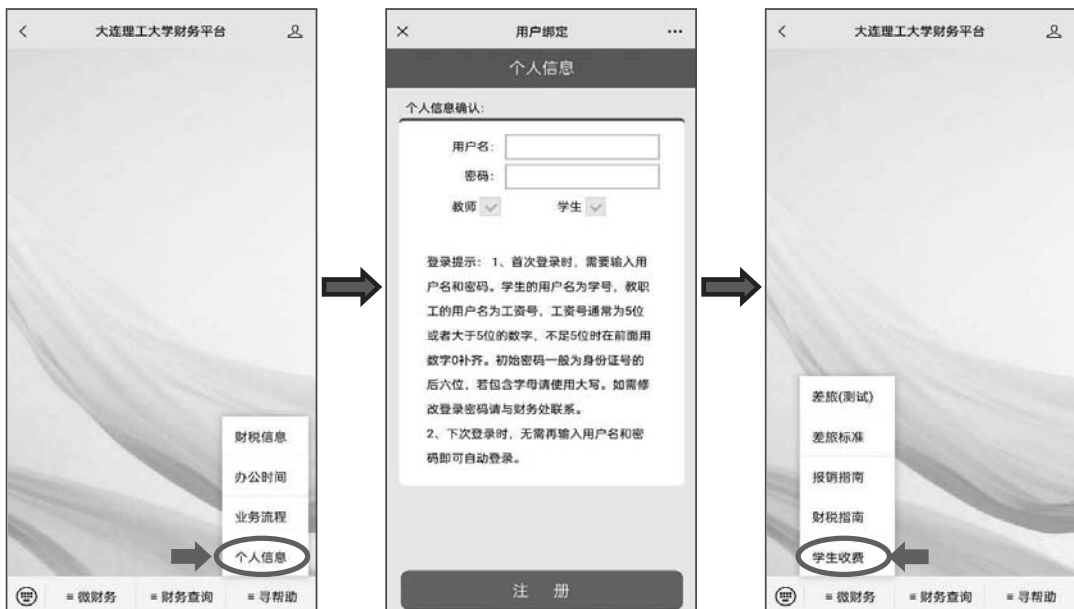 大连理工大学财务平台
财税信息
办公时间
业务流程
个人信息
≡ 微财务 ≡ 财务查询 ≡ 寻帮助
用户绑定
个人信息
个人信息确认:
用户名:
密码:
教师 学生
登录提示: 1、首次登录时, 需要输入用
户名和密码。学生的用户名为学号, 教职
工的用户名为工资号, 工资号通常为5位
或者大于5位的数字, 不足5位时在前面用
数字0补齐。初始密码一般为身份证号的
后六位, 若包含字母请使用大写。如需修
改登录密码请与财务处联系。
2、下次登录时, 无需再输入用户名和密
码即可自动登录。
注 册
大连理工大学财务平台
差旅(测试)
差旅标准
报销指南
财税指南
学生收费
≡ 微财务 ≡ 财务查询 ≡ 寻帮助